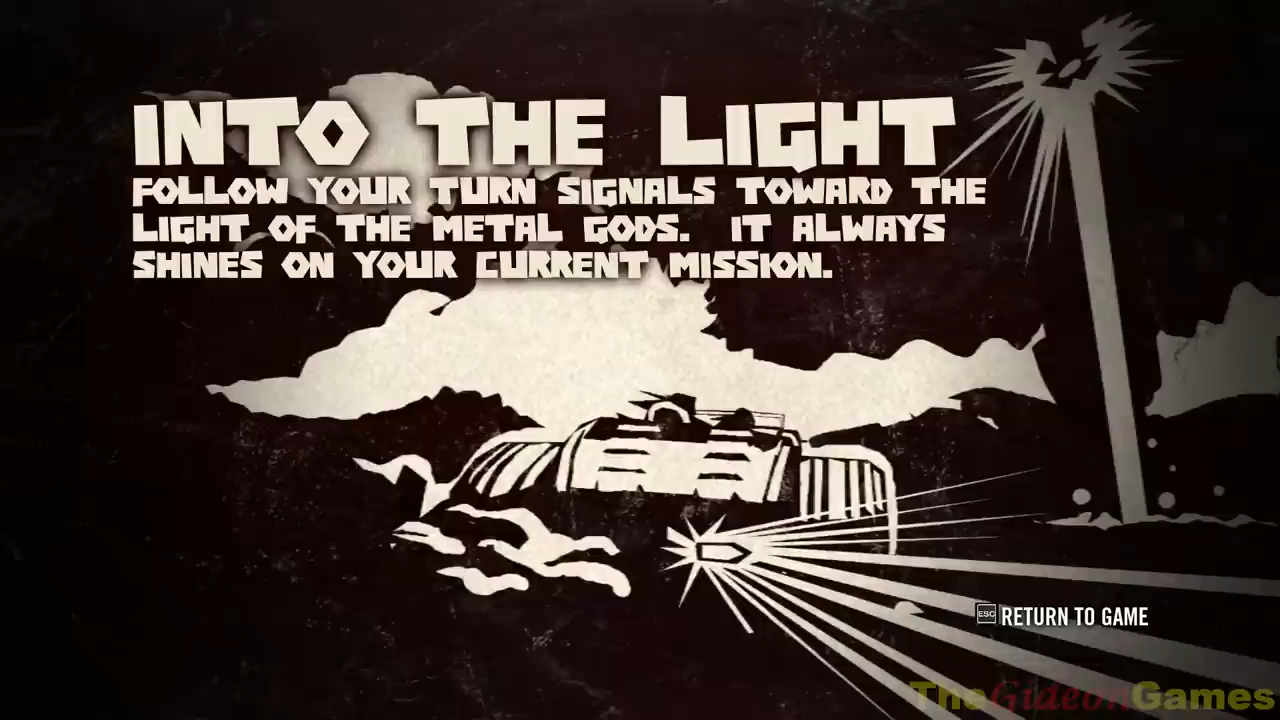 INTO THE LIGHT
FOLLOW YOUR TURN SIGNALS TOWARD THE
LIGHT OF THE METAL GODS. IT ALWAYS
SHINES ON YOUR CURRENT MISSION.
ESC RETURN TO GAME
TheGideonGames